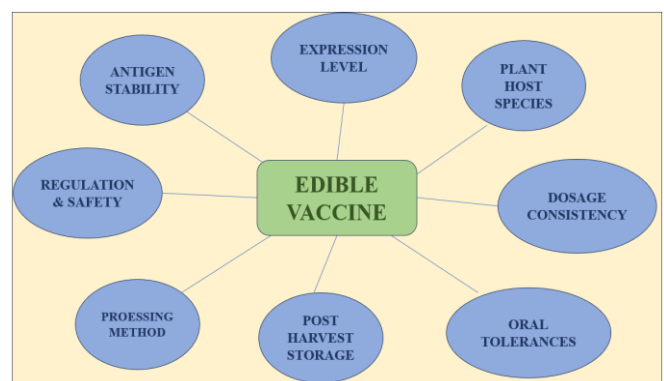 EXPRESSION
LEVEL
ANTIGEN
STABILITY
PLANT
HOST
SPECIES
REGULATION
& SAFETY
EDIBLE
VACCINE
DOSAGE
CONSISTENCY
PROESSING
METHOD
POST
HARVEST
STORAGE
ORAL
TOLERANCES